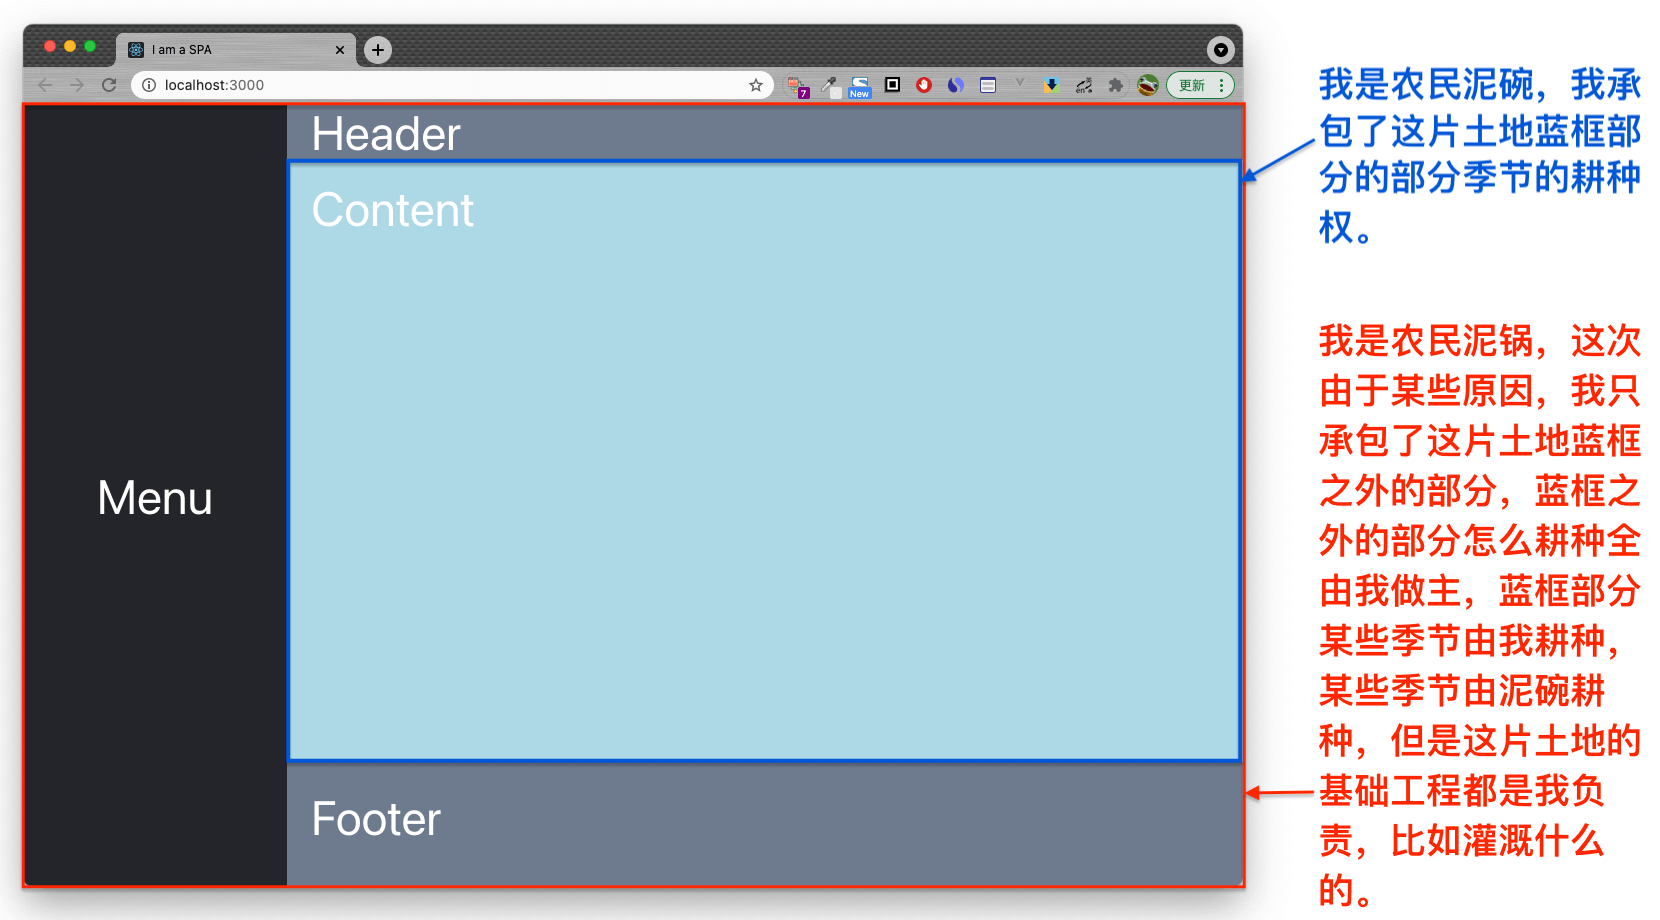 I am a SPA
localhost:3000
7
New
en
更新
Header
Content
Menu
Footer
我是农民泥碗，我承
包了这片土地蓝框部
分的部分季节的耕种
权。
我是农民泥锅，这次
由于某些原因，我只
承包了这片土地蓝框
之外的部分，蓝框之
外的部分怎么耕种全
由我做主，蓝框部分
某些季节由我耕种，
某些季节由泥碗耕
种，但是这片土地的
基础工程都是我负
责，比如灌溉什么
的。